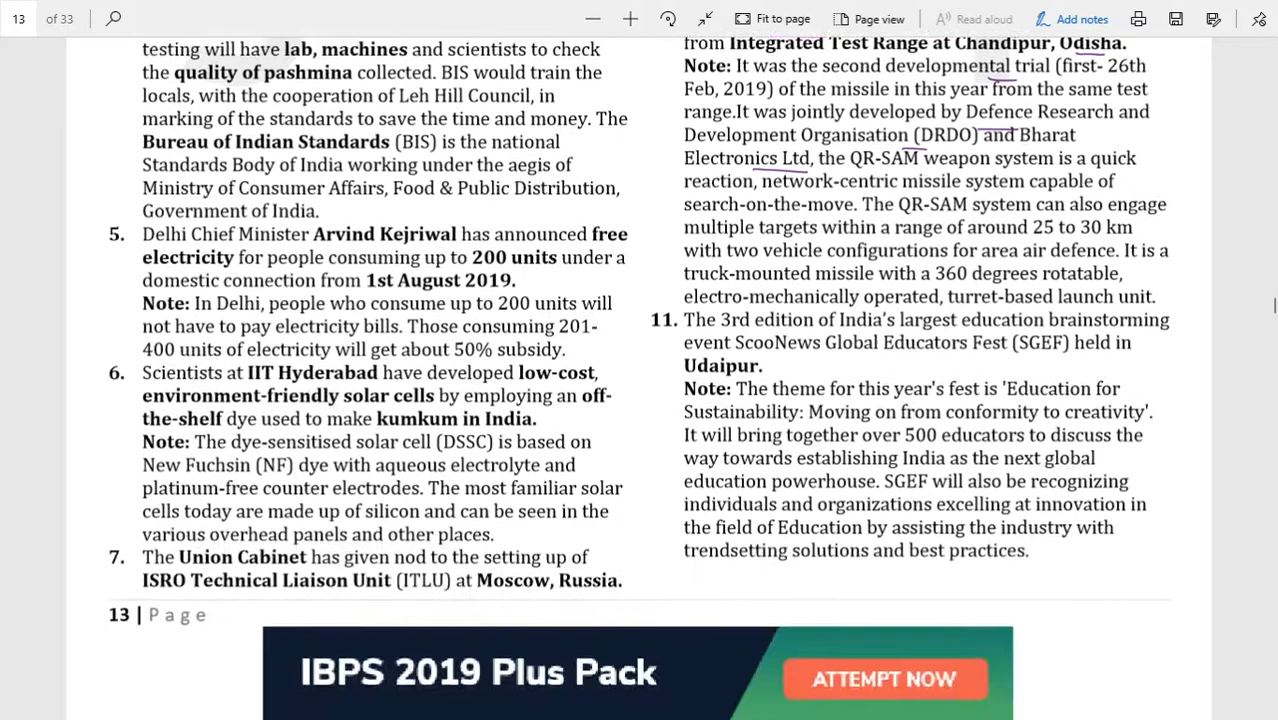 13 of 33
Fit to page
Page view
Read aloud
Add notes
testing will have lab, machines and scientists to check
the quality of pashmina collected. BIS would train the
locals, with the cooperation of Leh Hill Council, in
marking of the standards to save the time and money. The
Bureau of Indian Standards (BIS) is the national
Standards Body of India working under the aegis of
Ministry of Consumer Affairs, Food & Public Distribution,
Government of India.
5. Delhi Chief Minister Arvind Kejriwal has announced free
electricity for people consuming up to 200 units under a
domestic connection from 1st August 2019.
Note: In Delhi, people who consume up to 200 units will
not have to pay electricity bills. Those consuming 201-
400 units of electricity will get about 50% subsidy.
6. Scientists at IIT Hyderabad have developed low-cost,
environment-friendly solar cells by employing an off-
the-shelf dye used to make kumkum in India.
Note: The dye-sensitised solar cell (DSSC) is based on
New Fuchsin (NF) dye with aqueous electrolyte and
platinum-free counter electrodes. The most familiar solar
cells today are made up of silicon and can be seen in the
various overhead panels and other places.
7. The Union Cabinet has given nod to the setting up of
ISRO Technical Liaison Unit (ITLU) at Moscow, Russia.
from Integrated Test Range at Chandipur, Odisha.
Note: It was the second developmental trial (first- 26th
Feb, 2019) of the missile in this year from the same test
range.It was jointly developed by Defence Research and
Development Organisation (DRDO) and Bharat
Electronics Ltd, the QR-SAM weapon system is a quick
reaction, network-centric missile system capable of
search-on-the-move. The QR-SAM system can also engage
multiple targets within a range of around 25 to 30 km
with two vehicle configurations for area air defence. It is a
truck-mounted missile with a 360 degrees rotatable,
electro-mechanically operated, turret-based launch unit.
11. The 3rd edition of India's largest education brainstorming
event ScooNews Global Educators Fest (SGEF) held in
Udaipur.
Note: The theme for this year's fest is 'Education for
Sustainability: Moving on from conformity to creativity'.
It will bring together over 500 educators to discuss the
way towards establishing India as the next global
education powerhouse. SGEF will also be recognizing
individuals and organizations excelling at innovation in
the field of Education by assisting the industry with
trendsetting solutions and best practices.
13 | Page
IBPS 2019 Plus Pack
ATTEMPT NOW